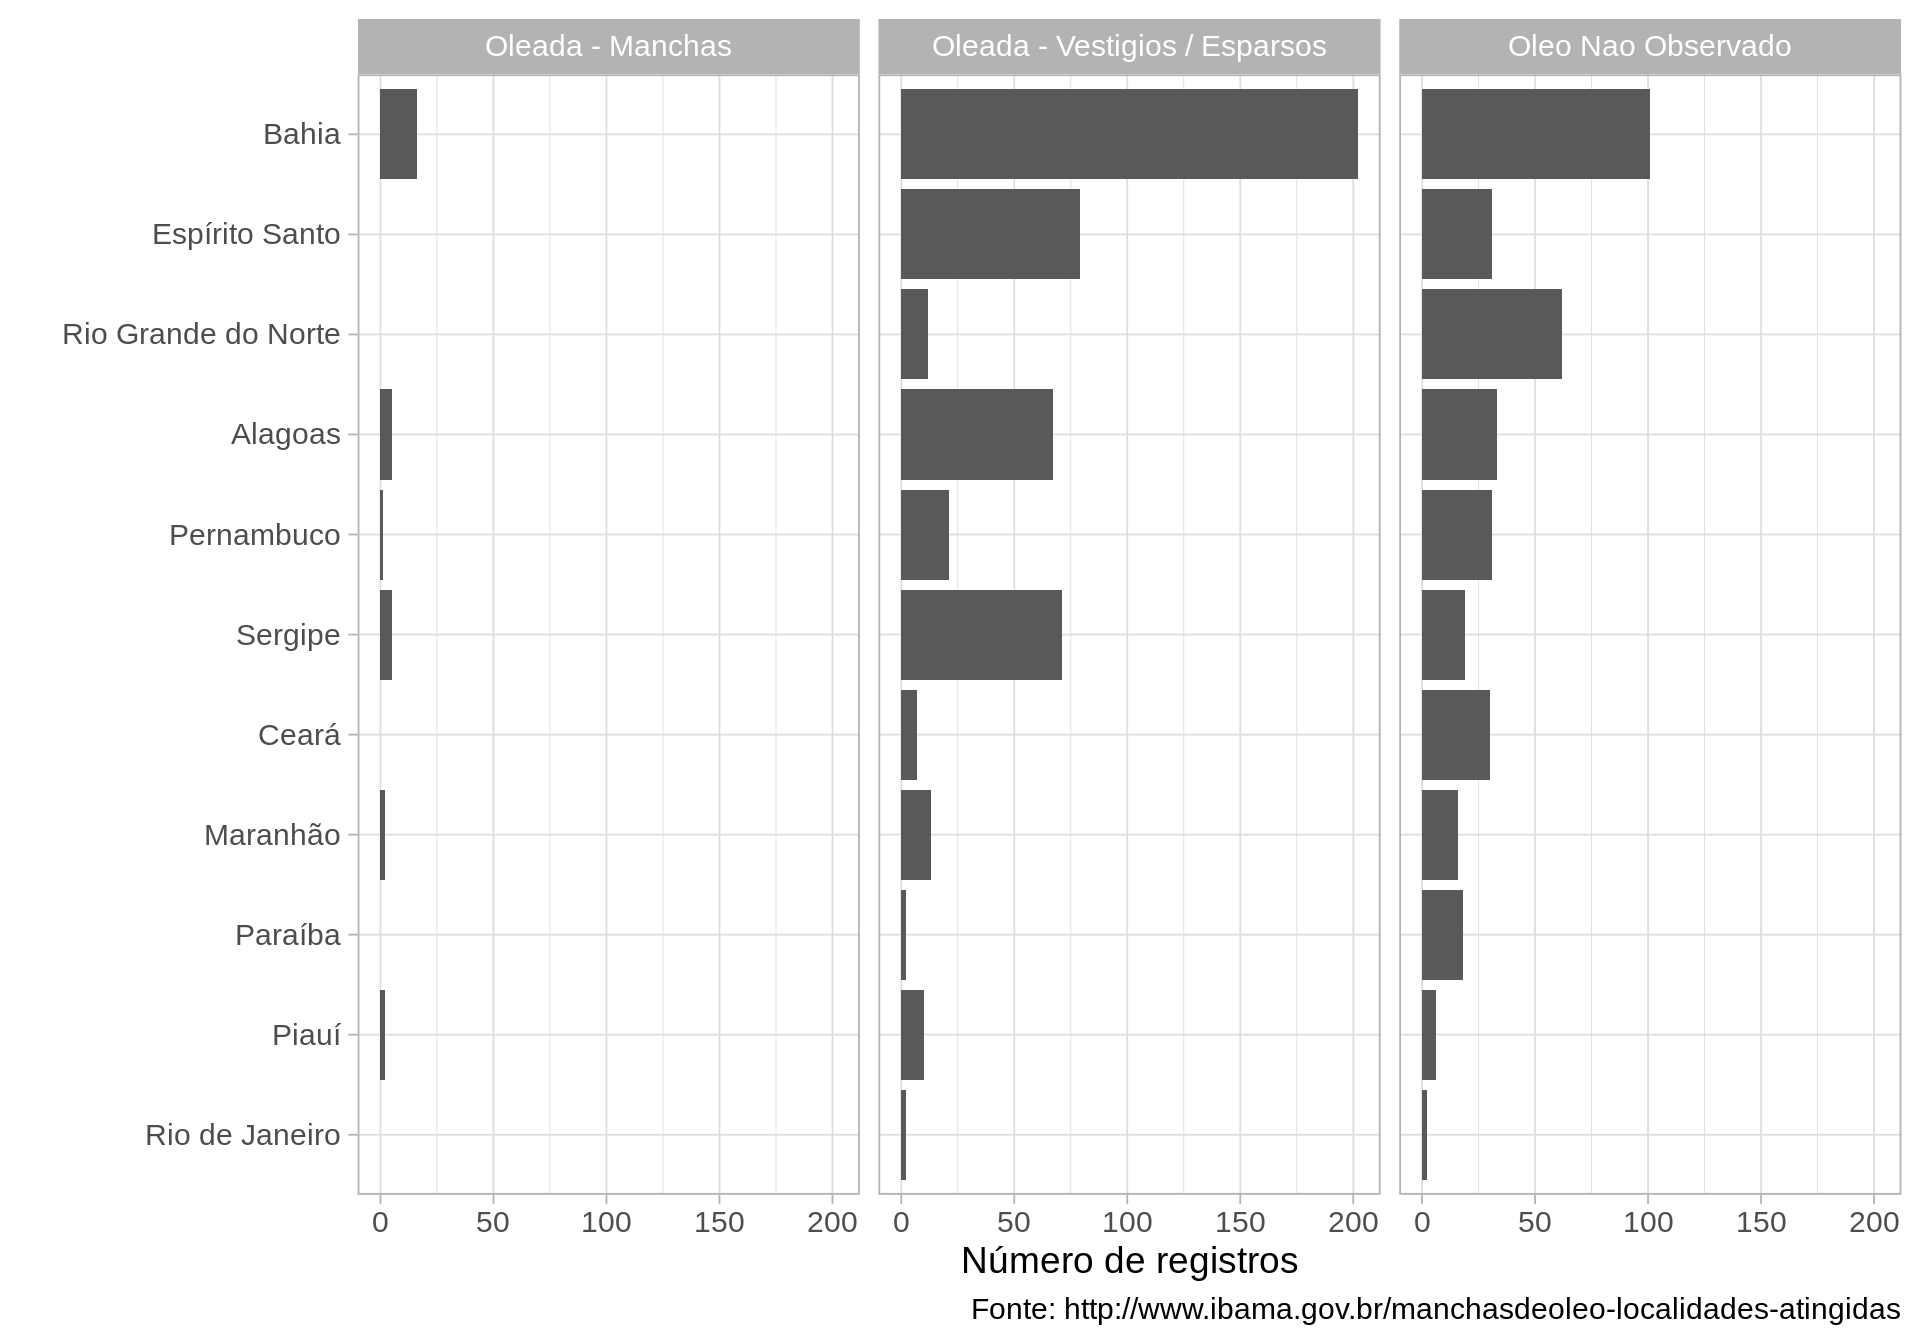 Oleada - Manchas
Oleada - Vestigios / Esparsos
Oleo Nao Observado
Bahia
Espírito Santo
Rio Grande do Norte
Alagoas
Pernambuco
Sergipe
Ceará
Maranhão
Paraíba
Piauí
Rio de Janeiro
0 50 100 150 200
0 50 100 150 200
0 50 100 150 200
Número de registros
Fonte: http://www.ibama.gov.br/manchasdeoleo-localidades-atingidas